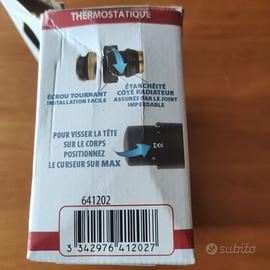 THERMOSTATIQUE
ÉCROU TOURNANT
INSTALLATION FACILE
ÉTANCHÉITÉ
CÔTÉ RADIATEUR
ASSURÉE PAR LE JOINT
IMPERDABLE
POUR VISSER LA TÊTE
SUR LE CORPS
POSITIONNEZ
LE CURSEUR SUR MAX
641202
3 342976 412027
subito